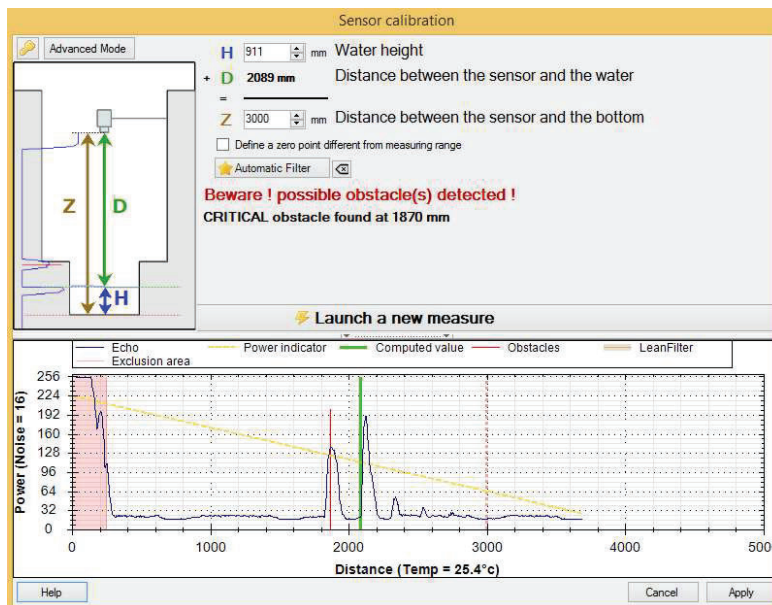 Sensor calibration
Advanced Mode
H 911 mm Water height
+ D 2089 mm Distance between the sensor and the water
=
Z 3000 mm Distance between the sensor and the bottom
Define a zero point different from measuring range
Automatic Filter
Beware ! possible obstacle(s) detected !
CRITICAL obstacle found at 1870 mm
Z D
H
Launch a new measure
Echo Power indicator Computed value Obstacles LeanFilter
Exclusion area
Power (Noise = 16)
256
224
192
160
128
96
64
32
0
0 1000 2000 3000 4000 5000
Distance (Temp = 25.4°c)
Help Cancel Apply